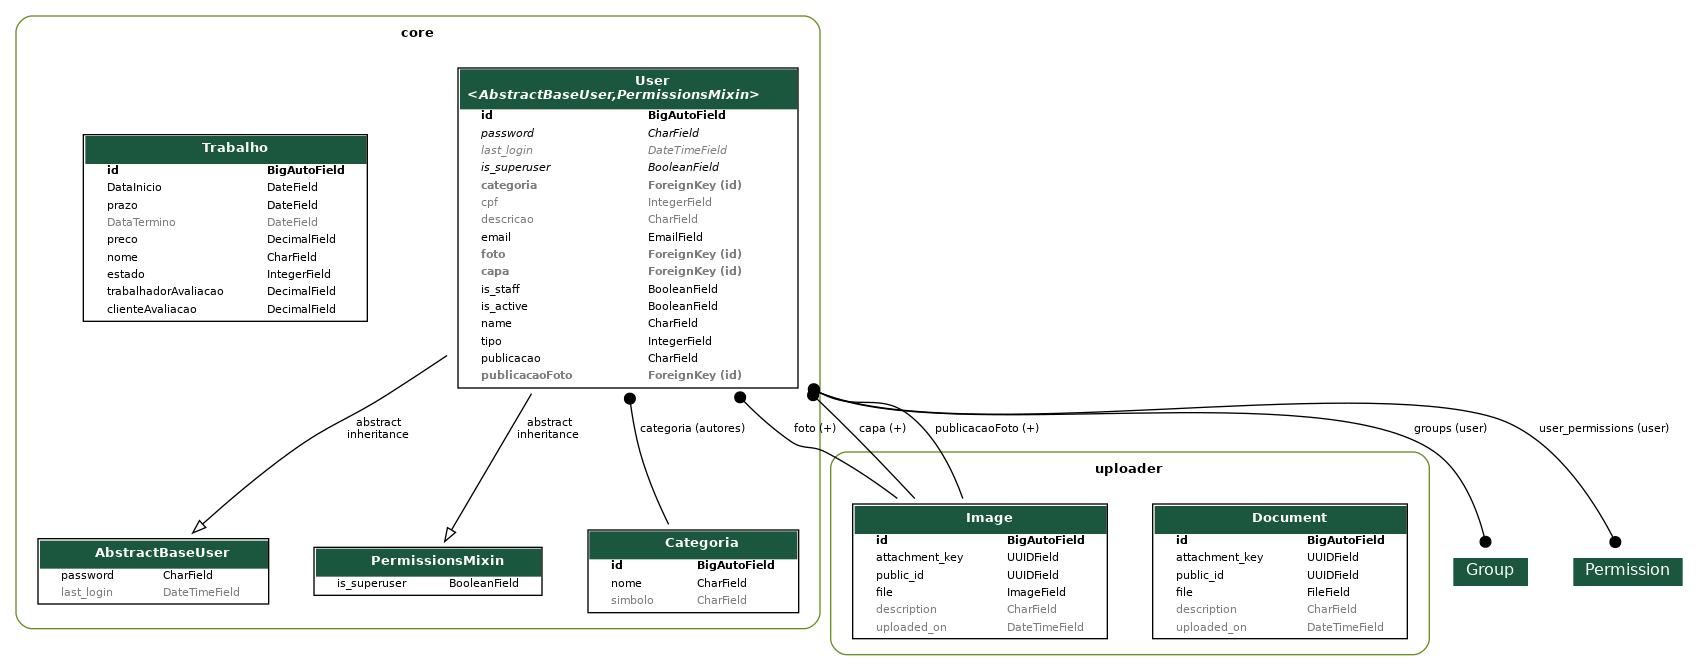 core
User
<AbstractBaseUser,PermissionsMixin>
id BigAutoField
password CharField
last_login DateTimeField
is_superuser BooleanField
categoria ForeignKey (id)
cpf IntegerField
descricao CharField
email EmailField
foto ForeignKey (id)
capa ForeignKey (id)
is_staff BooleanField
is_active BooleanField
name CharField
tipo IntegerField
publicacao CharField
publicacaoFoto ForeignKey (id)
Trabalho
id BigAutoField
DataInicio DateField
prazo DateField
DataTermino DateField
preco DecimalField
nome CharField
estado IntegerField
trabalhadorAvaliacao DecimalField
clienteAvaliacao DecimalField
abstract
inheritance
abstract
inheritance
categoria (autores)
foto (+)
capa (+)
publicacaoFoto (+)
groups (user)
user_permissions (user)
AbstractBaseUser
password CharField
last_login DateTimeField
PermissionsMixin
is_superuser BooleanField
Categoria
id BigAutoField
nome CharField
simbolo CharField
uploader
Image
id BigAutoField
attachment_key UUIDField
public_id UUIDField
file ImageField
description CharField
uploaded_on DateTimeField
Document
id BigAutoField
attachment_key UUIDField
public_id UUIDField
file FileField
description CharField
uploaded_on DateTimeField
Group
Permission